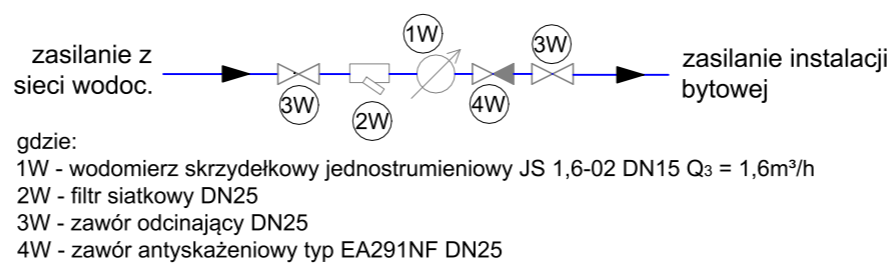 1W
3W
zasilanie z
sieci wodoc.
zasilanie instalacji
bytowej
3W
2W
4W
gdzie:
1W - wodomierz skrzydełkowy jednostrumieniowy JS 1,6-02 DN15 Q₃ = 1,6m³/h
2W - filtr siatkowy DN25
3W - zawór odcinający DN25
4W - zawór antyskażeniowy typ EA291NF DN25